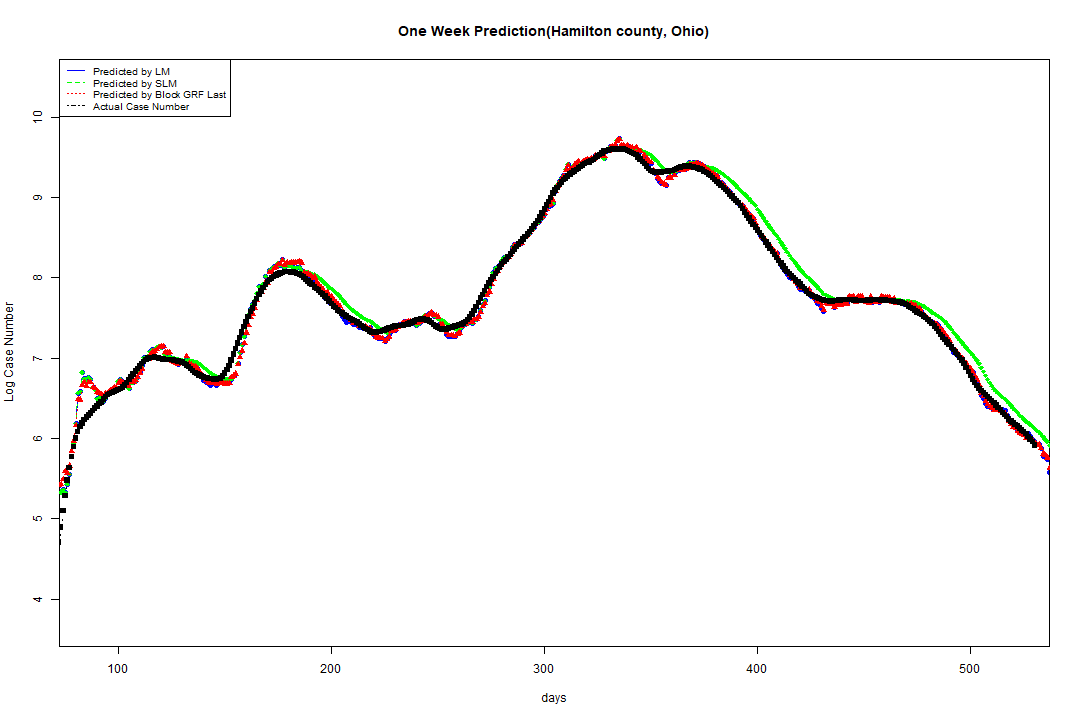 One Week Prediction(Hamilton county, Ohio)
Predicted by LM
Predicted by SLM
Predicted by Block GRF Last
Actual Case Number
Log Case Number
10
9
8
7
6
5
4
100 200 300 400 500
days